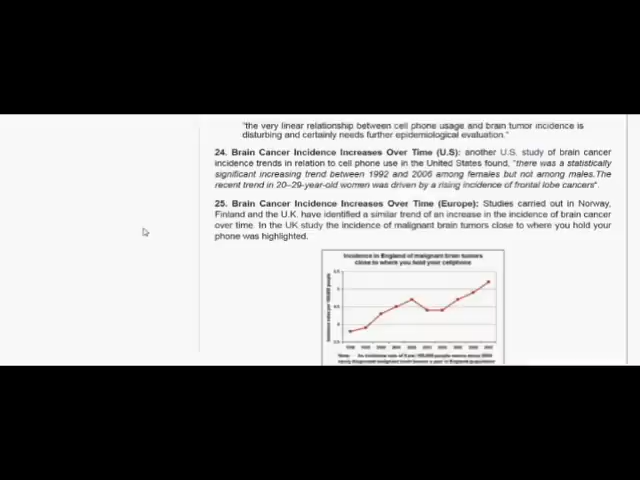 "the very linear relationship between cell phone usage and brain tumor incidence is
disturbing and certainly needs further epidemiological evaluation."
24. Brain Cancer Incidence Increases Over Time (U.S): another U.S. study of brain cancer
incidence trends in relation to cell phone use in the United States found, "there was a statistically
significant increasing trend between 1992 and 2006 among females but not among males.The
recent trend in 20–29-year-old women was driven by a rising incidence of frontal lobe cancers".
25. Brain Cancer Incidence Increases Over Time (Europe): Studies carried out in Norway,
Finland and the U.K. have identified a similar trend of an increase in the incidence of brain cancer
over time. In the UK study the incidence of malignant brain tumors close to where you hold your
phone was highlighted.
Incidence in England of malignant brain tumors
close to where you hold your cellphone